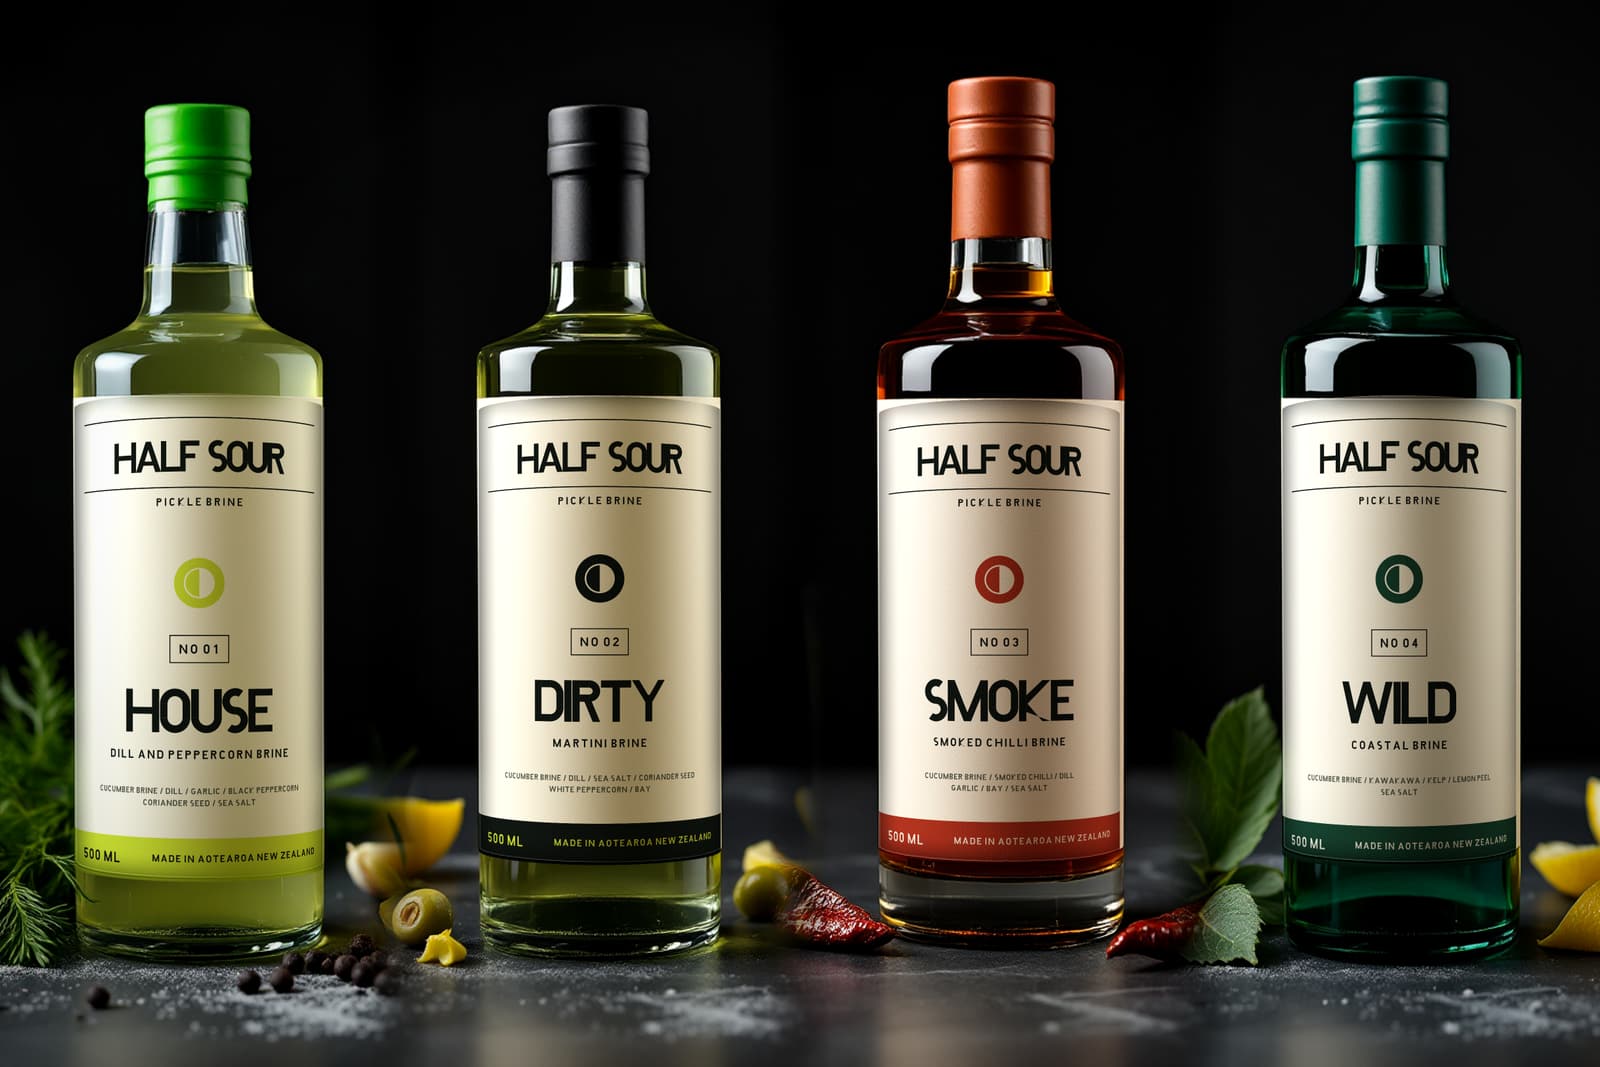 HALF SOUR
PICKLE BRINE
NO 01
HOUSE
DILL AND PEPPERCORN BRINE
CUCUMBER BRINE / DILL / GARLIC / BLACK PEPPERCORN
CORIANDER SEED / SEA SALT
500 ML
MADE IN AOTEAROA NEW ZEALAND
HALF SOUR
PICKLE BRINE
NO 02
DIRTY
MARTINI BRINE
CUCUMBER BRINE / DILL / SEA SALT / CORIANDER SEED
WHITE PEPPERCORN / BAY
500 ML
MADE IN AOTEAROA NEW ZEALAND
HALF SOUR
PICKLE BRINE
NO 03
SMOKE
SMOKED CHILLI BRINE
CUCUMBER BRINE / SMOKED CHILLI / DILL
GARLIC / BAY / SEA SALT
500 ML
MADE IN AOTEAROA NEW ZEALAND
HALF SOUR
PICKLE BRINE
NO 04
WILD
COASTAL BRINE
CUCUMBER BRINE / KAWAKAWA / KELP / LEMON PEEL
SEA SALT
500 ML
MADE IN AOTEAROA NEW ZEALAND